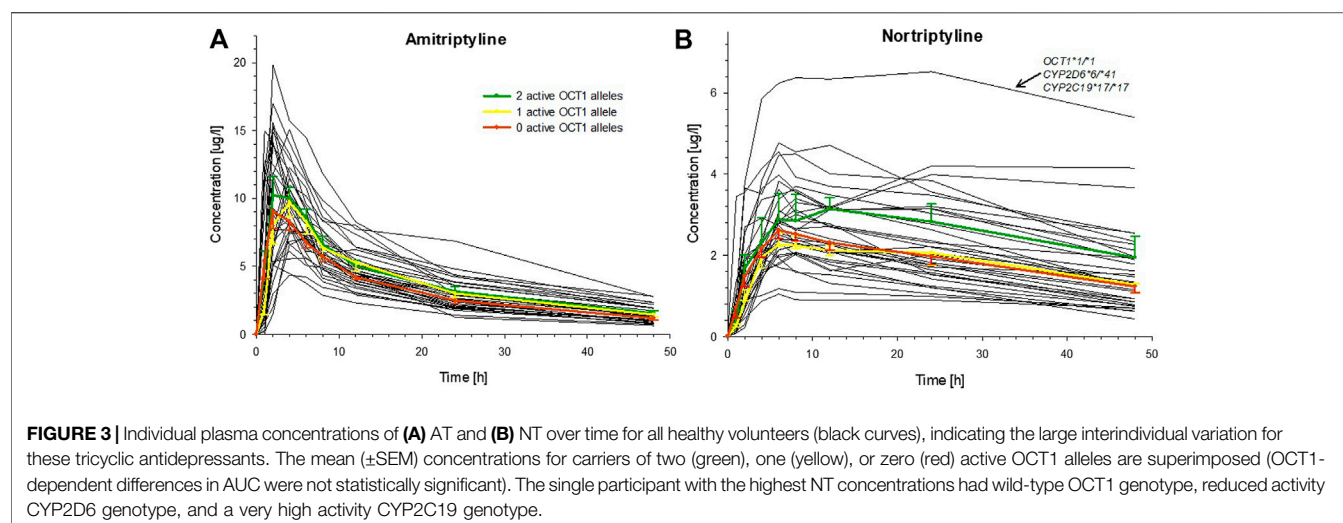 A
Amitriptyline
20
15
10
5
0
Concentration [ug/l]
2 active OCT1 alleles
1 active OCT1 allele
0 active OCT1 alleles
0 10 20 30 40 50
Time [h]
B
Nortriptyline
6
4
2
0
Concentration [ug/l]
OCT1*1/*1
CYP2D6*6/*41
CYP2C19*17/*17
0 10 20 30 40 50
Time [h]
FIGURE 3 | Individual plasma concentrations of (A) AT and (B) NT over time for all healthy volunteers (black curves), indicating the large interindividual variation for
these tricyclic antidepressants. The mean (±SEM) concentrations for carriers of two (green), one (yellow), or zero (red) active OCT1 alleles are superimposed (OCT1-
dependent differences in AUC were not statistically significant). The single participant with the highest NT concentrations had wild-type OCT1 genotype, reduced activity
CYP2D6 genotype, and a very high activity CYP2C19 genotype.